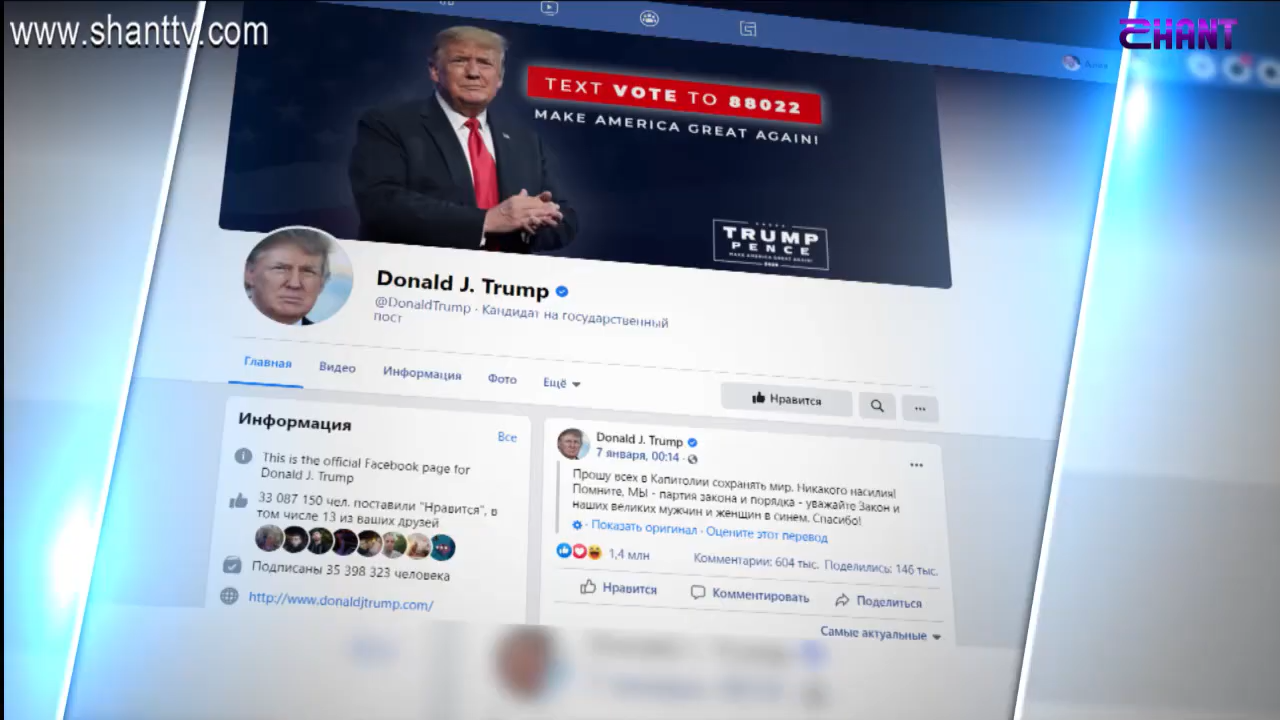 www.shanttv.com
SHANT
TEXT VOTE TO 88022
MAKE AMERICA GREAT AGAIN!
TRUMP
PENCE
MAKE AMERICA GREAT AGAIN!
2020
Donald J. Trump
@DonaldTrump · Кандидат на государственный
пост
Главная Видео Информация Фото Ещё
Нравится
Информация
Все
This is the official Facebook page for
Donald J. Trump
33 087 150 чел. поставили "Нравится", в
том числе 13 из ваших друзей
Подписаны 35 398 323 человека
http://www.donaldjtrump.com/
Donald J. Trump
7 января, 00:14 ·
Прошу всех в Капитолии сохранять мир. Никакого насилия!
Помните, МЫ - партия закона и порядка - уважайте Закон и
наших великих мужчин и женщин в синем. Спасибо!
· Показать оригинал · Оцените этот перевод
1,4 млн Комментарии: 604 тыс. Поделились: 146 тыс.
Нравится Комментировать Поделиться
Самые актуальные